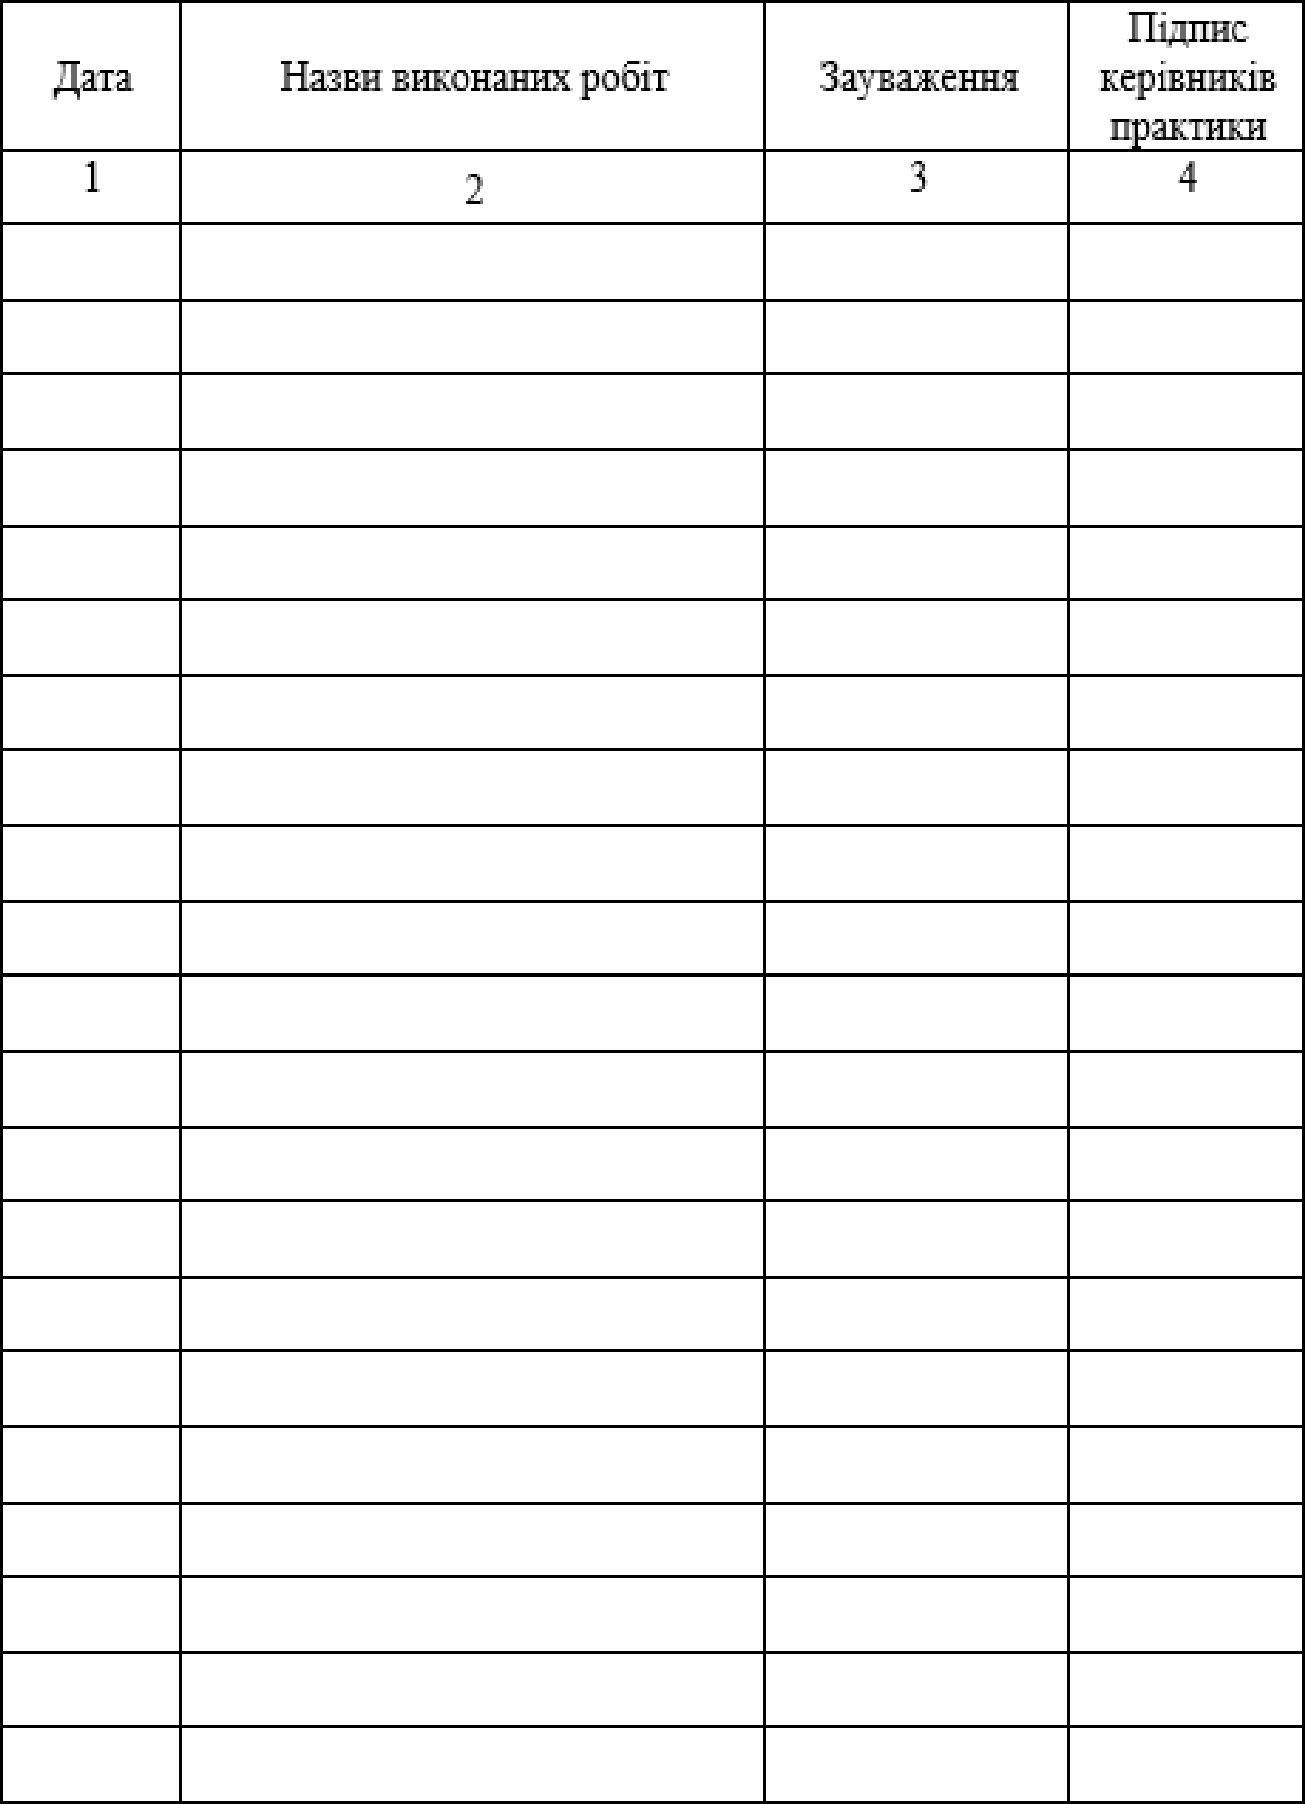 Дата
Назви виконаних робіт
Зауваження
Підпис
керівників
практики
1
2
3
4